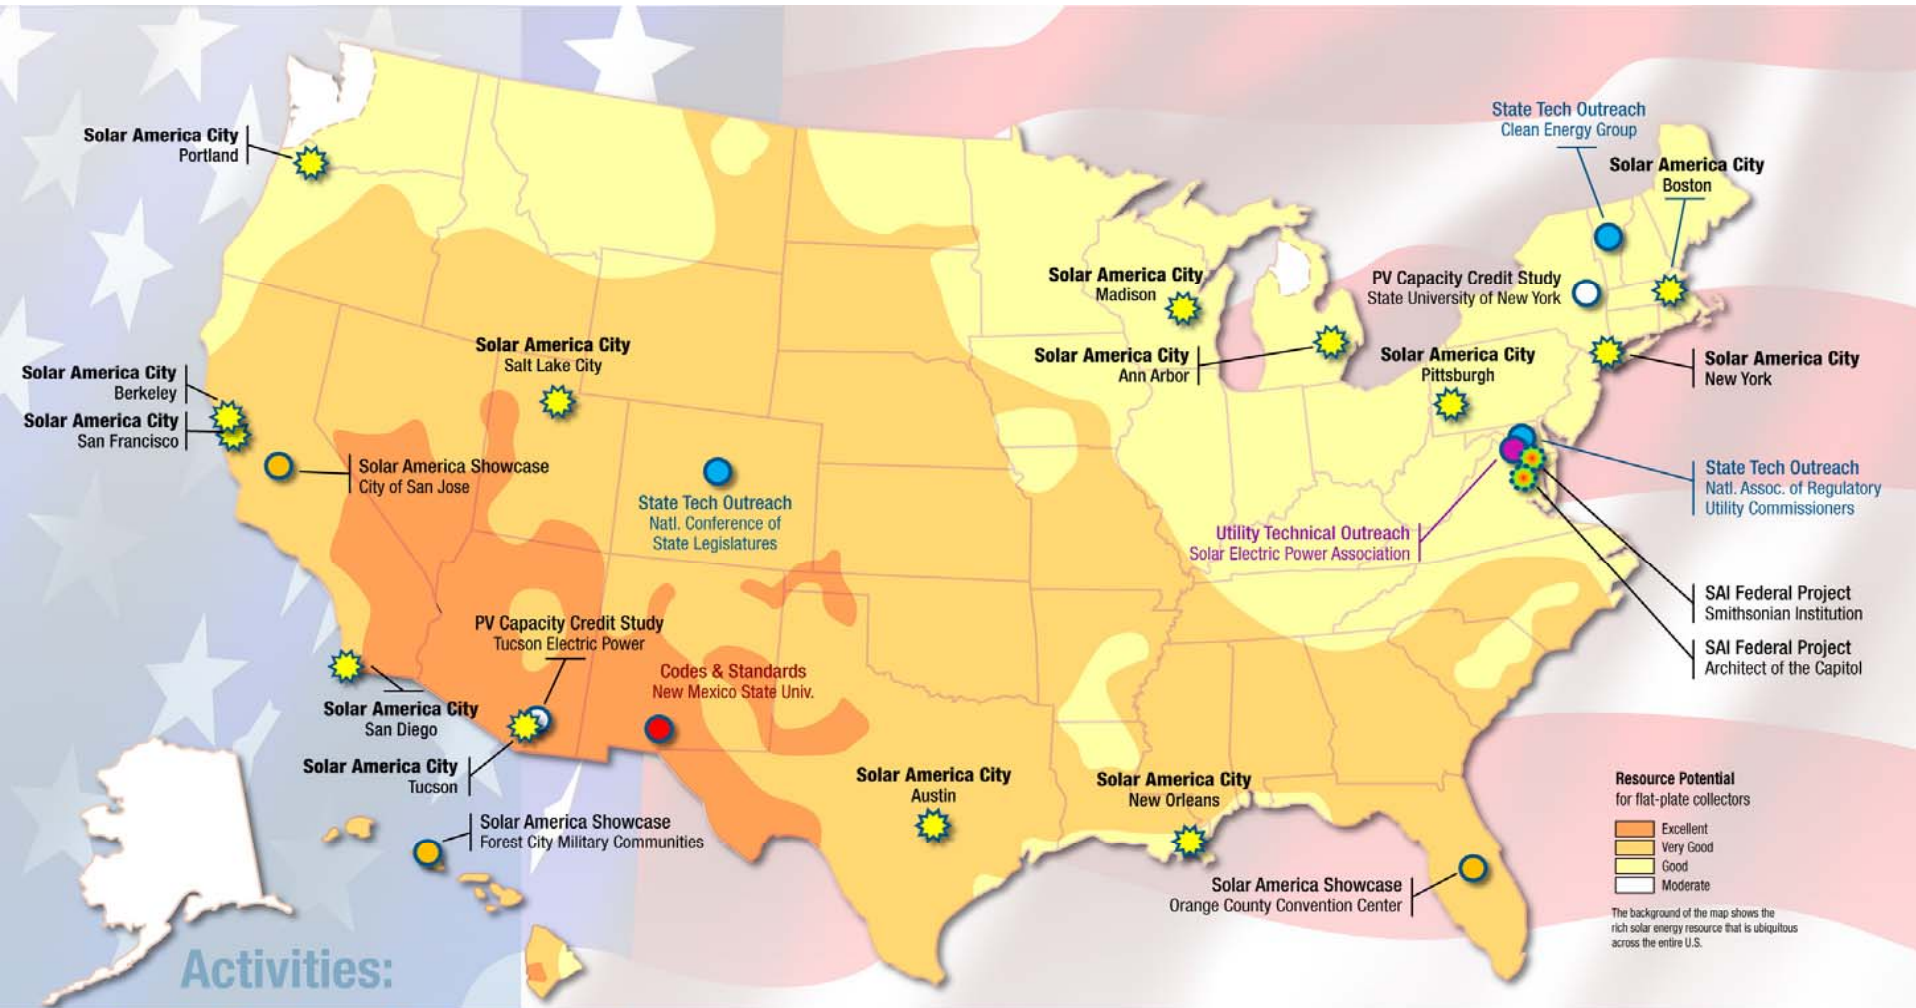 State Tech Outreach
Clean Energy Group
Solar America City
Portland
Solar America City
Boston
Solar America City
Madison
PV Capacity Credit Study
State University of New York
Solar America City
Salt Lake City
Solar America City
Ann Arbor
Solar America City
Pittsburgh
Solar America City
New York
Solar America City
Berkeley
Solar America City
San Francisco
Solar America Showcase
City of San Jose
State Tech Outreach
Natl. Conference of
State Legislatures
State Tech Outreach
Natl. Assoc. of Regulatory
Utility Commissioners
Utility Technical Outreach
Solar Electric Power Association
SAI Federal Project
Smithsonian Institution
SAI Federal Project
Architect of the Capitol
PV Capacity Credit Study
Tucson Electric Power
Codes & Standards
New Mexico State Univ.
Solar America City
San Diego
Solar America City
Tucson
Solar America City
Austin
Solar America City
New Orleans
Solar America Showcase
Forest City Military Communities
Solar America Showcase
Orange County Convention Center
Resource Potential
for flat-plate collectors
Excellent
Very Good
Good
Moderate
The background of the map shows the
rich solar energy resource that is ubiquitous
across the entire U.S.
Activities: